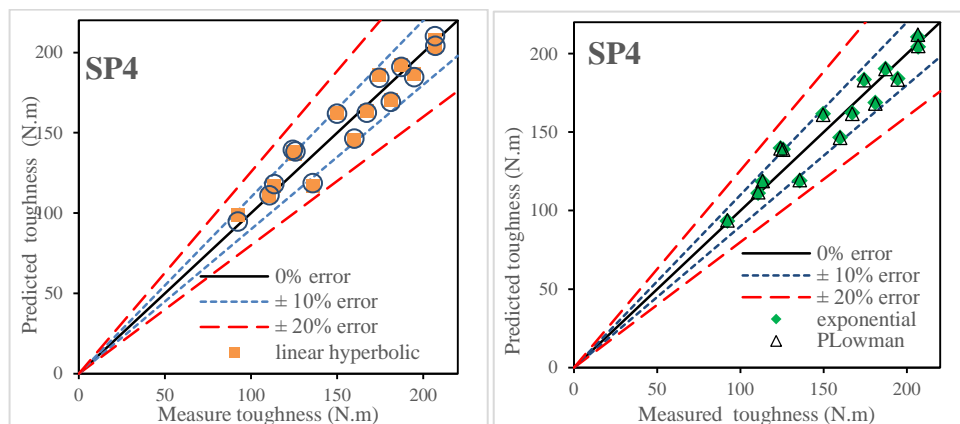 SP4
Predicted toughness (N.m)
200
150
100
50
0
0% error
± 10% error
± 20% error
linear hyperbolic
0 50 100 150 200
Measure toughness (N.m)
SP4
Predicted toughness (N.m)
200
150
100
50
0
0% error
± 10% error
± 20% error
exponential
PLowman
0 50 100 150 200
Measured toughness (N.m)